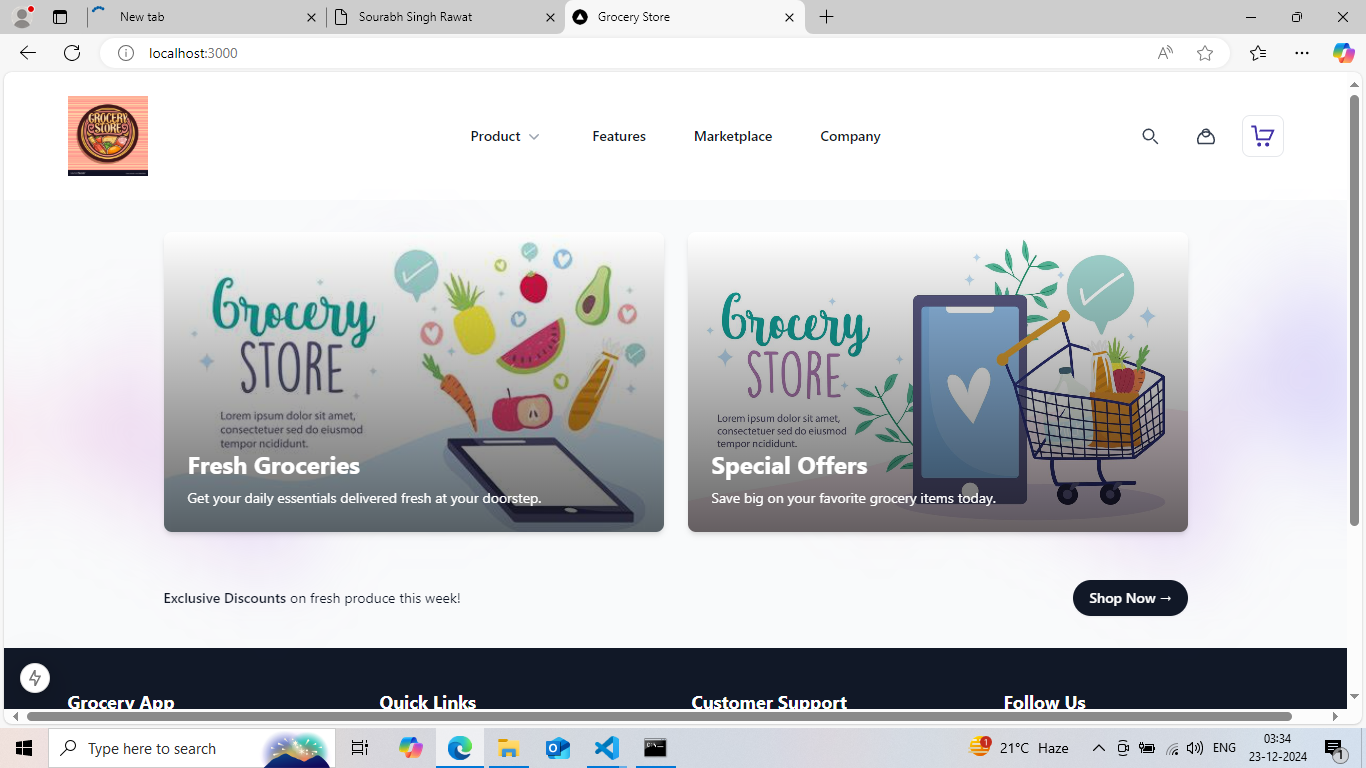 New tab
Sourabh Singh Rawat
Grocery Store
localhost:3000
GROCERY
STORE
Product
Features
Marketplace
Company
Grocery
STORE
Lorem ipsum dolor sit amet,
consectetuer sed do eiusmod
tempor ncididunt.
Fresh Groceries
Get your daily essentials delivered fresh at your doorstep.
Grocery
STORE
Lorem ipsum dolor sit amet,
consectetuer sed do eiusmod
tempor ncididunt.
Special Offers
Save big on your favorite grocery items today.
Exclusive Discounts on fresh produce this week!
Shop Now →
Grocery App
Quick Links
Customer Support
Follow Us
Type here to search
1
21°C Haze
ENG
03:34
23-12-2024
1